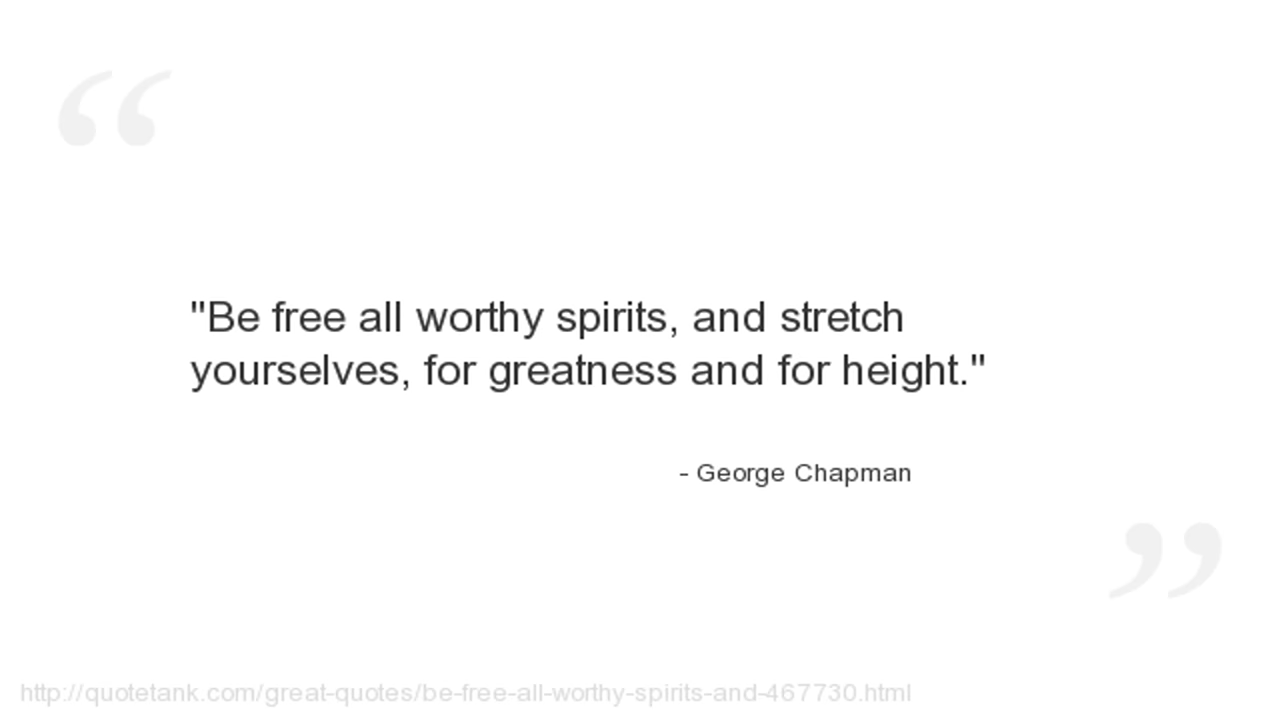 "Be free all worthy spirits, and stretch
yourselves, for greatness and for height."
- George Chapman
http://quotetank.com/great-quotes/be-free-all-worthy-spirits-and-467730.html